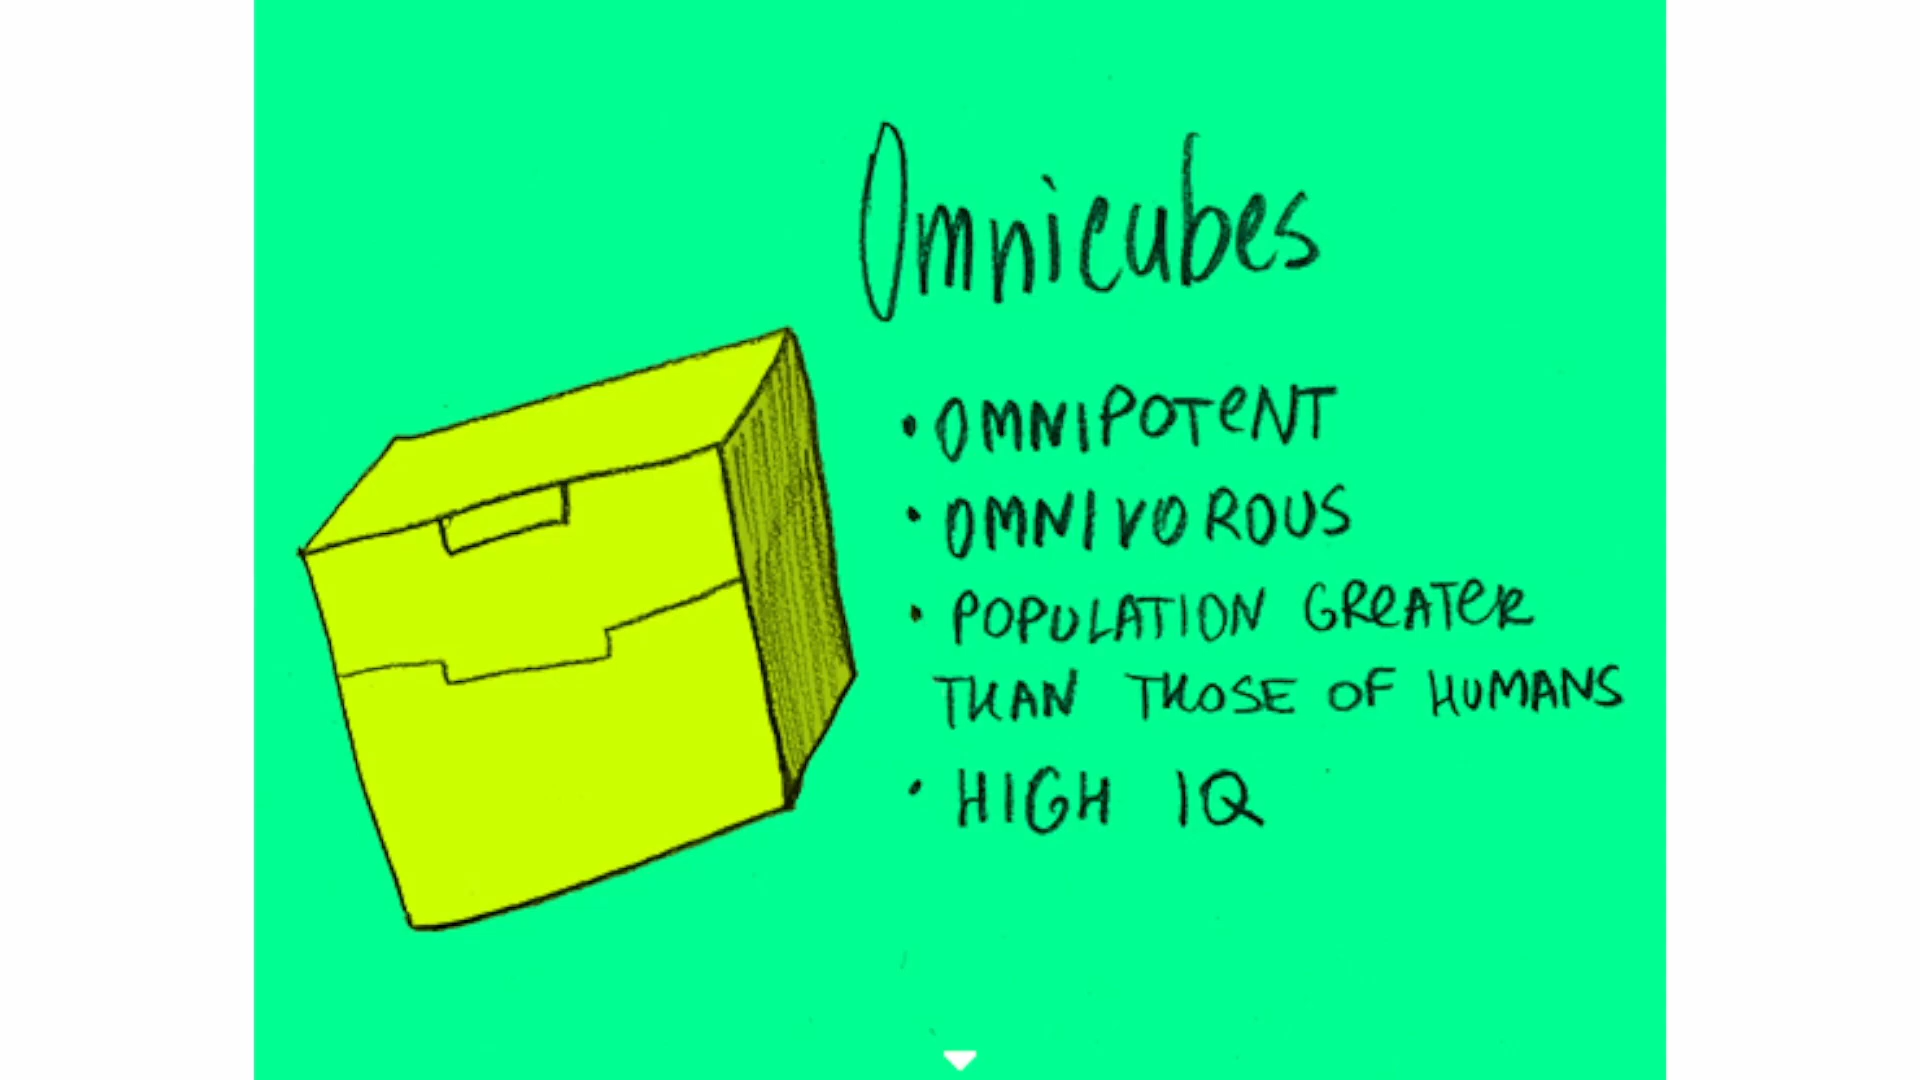 Omnicubes
• OMNIPOTENT
• OMNIVOROUS
• POPULATION GREATER
THAN THOSE OF HUMANS
• HIGH IQ